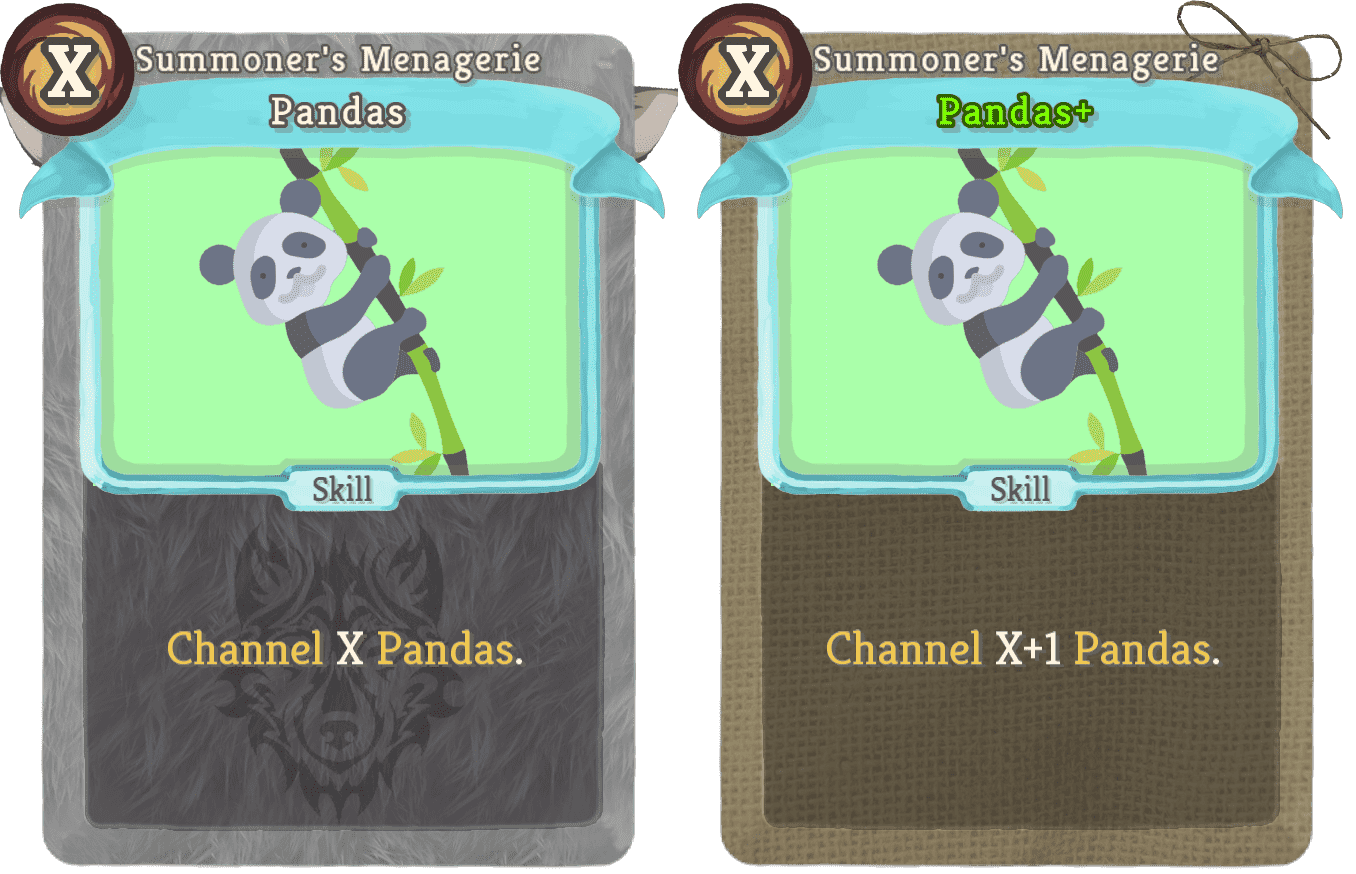 X
Summoner's Menagerie
Pandas
Skill
Channel X Pandas.
X
Summoner's Menagerie
Pandas+
Skill
Channel X+1 Pandas.